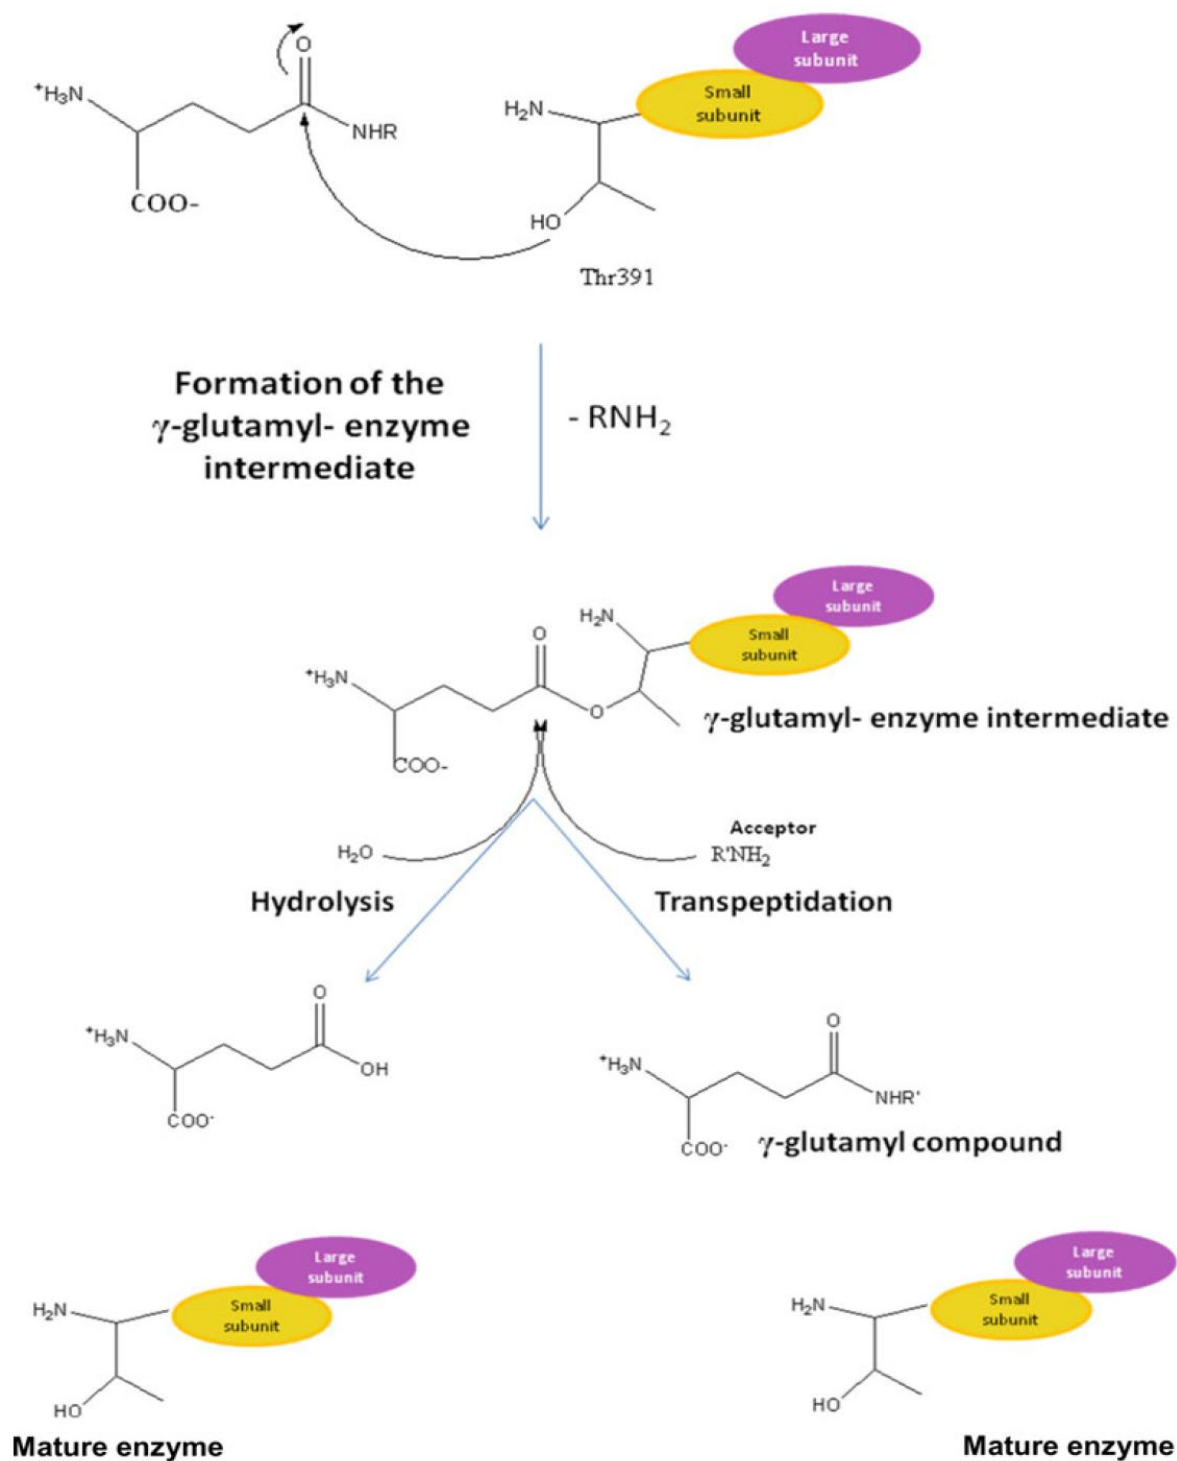 O
+H₃N
NHR
COO-
H₂N
HO
Thr391
Large
subunit
Small
subunit
Formation of the
γ-glutamyl- enzyme
intermediate
- RNH₂
O
+H₃N
O
COO-
H₂N
Large
subunit
Small
subunit
γ-glutamyl- enzyme intermediate
H₂O
Acceptor
R'NH₂
Hydrolysis
Transpeptidation
O
+H₃N
OH
COO-
O
+H₃N
NHR'
COO-
γ-glutamyl compound
Large
subunit
Small
subunit
H₂N
HO
Mature enzyme
Large
subunit
Small
subunit
H₂N
HO
Mature enzyme